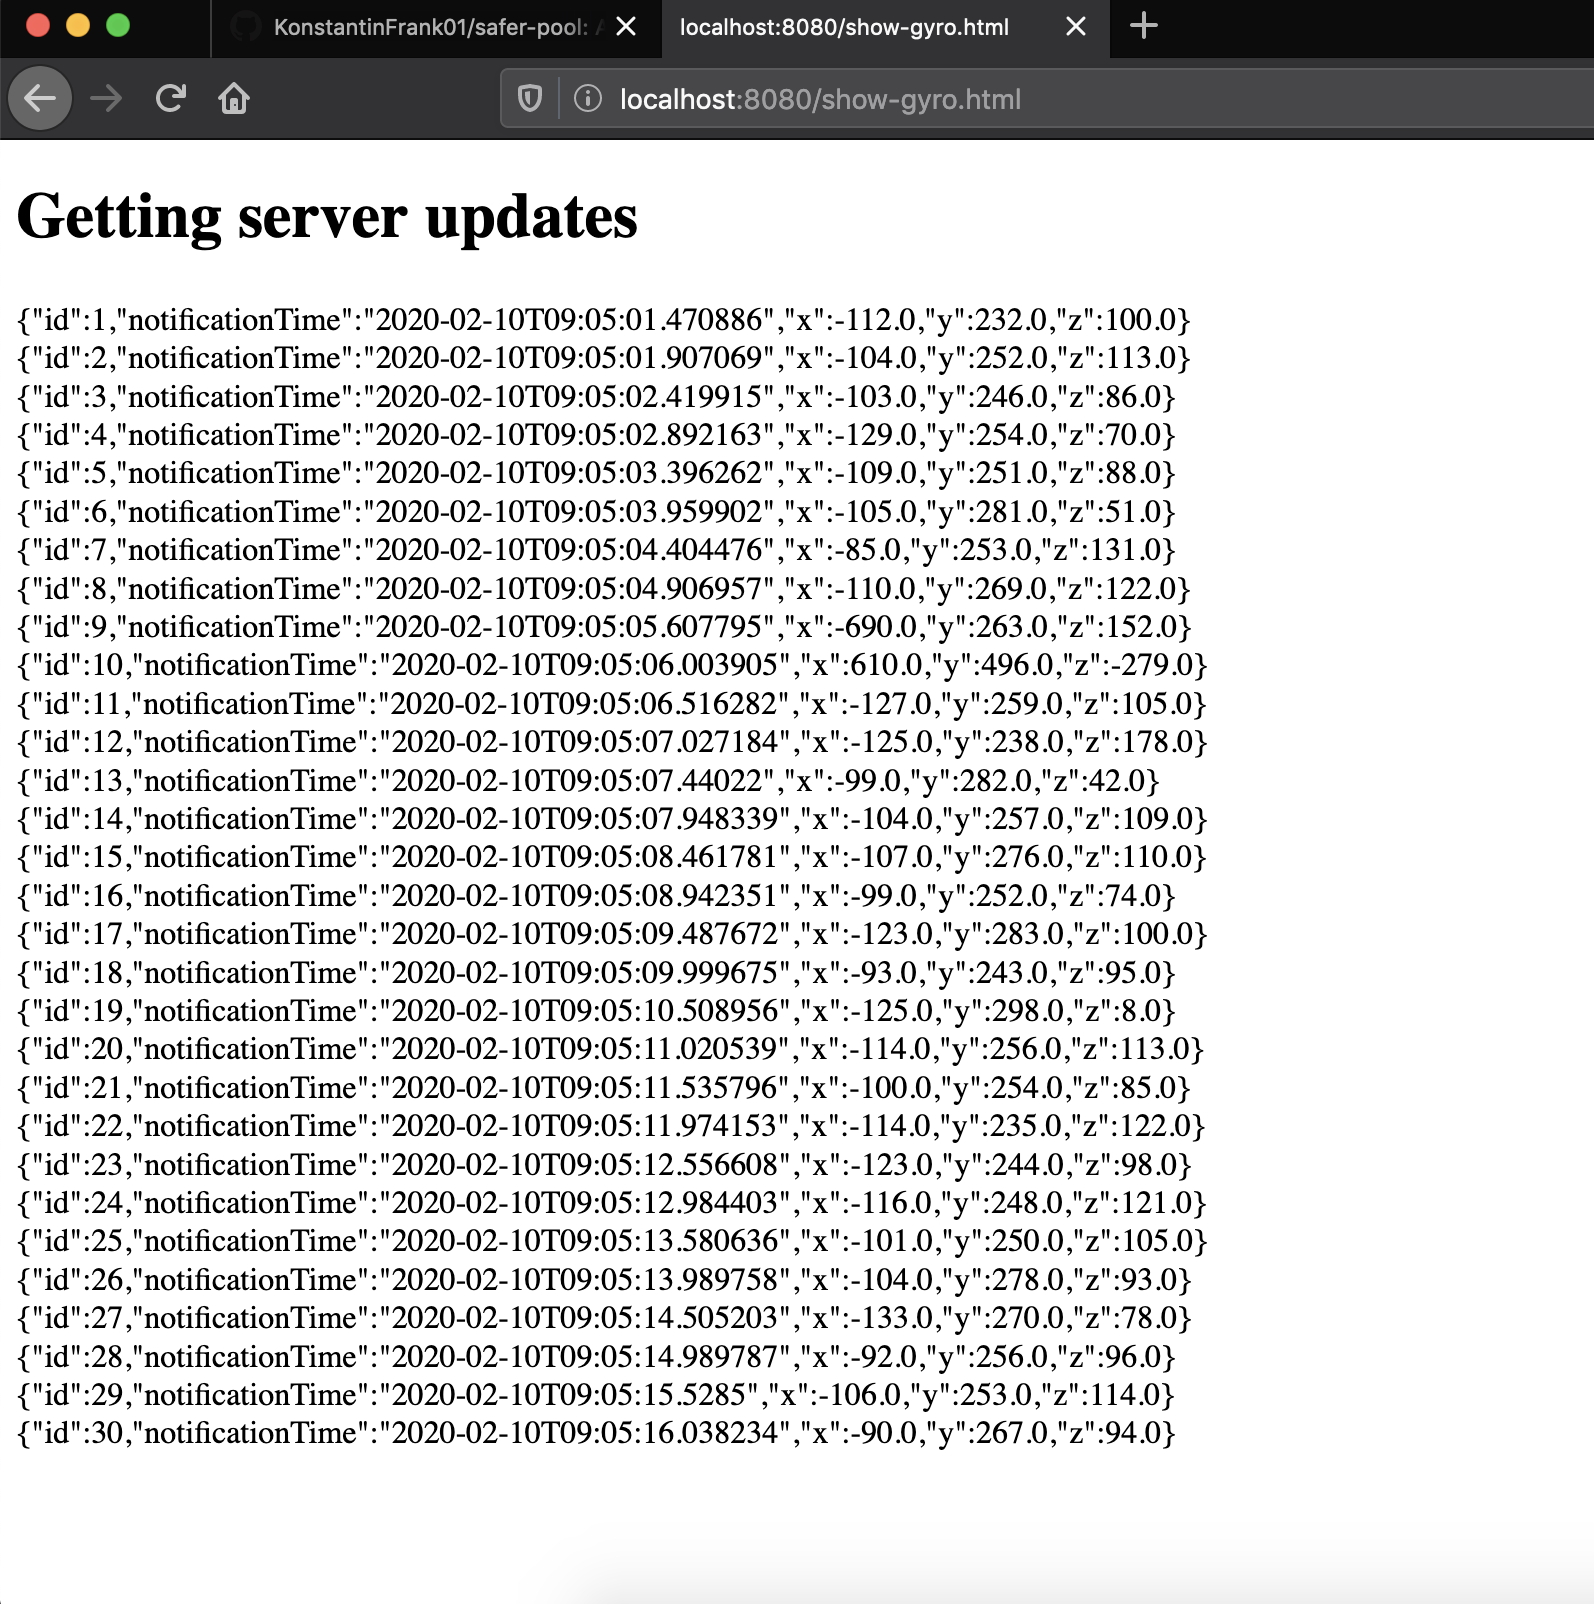 KonstantinFrank01/safer-pool: A
localhost:8080/show-gyro.html
localhost:8080/show-gyro.html
Getting server updates
{"id":1,"notificationTime":"2020-02-10T09:05:01.470886","x":-112.0,"y":232.0,"z":100.0}
{"id":2,"notificationTime":"2020-02-10T09:05:01.907069","x":-104.0,"y":252.0,"z":113.0}
{"id":3,"notificationTime":"2020-02-10T09:05:02.419915","x":-103.0,"y":246.0,"z":86.0}
{"id":4,"notificationTime":"2020-02-10T09:05:02.892163","x":-129.0,"y":254.0,"z":70.0}
{"id":5,"notificationTime":"2020-02-10T09:05:03.396262","x":-109.0,"y":251.0,"z":88.0}
{"id":6,"notificationTime":"2020-02-10T09:05:03.959902","x":-105.0,"y":281.0,"z":51.0}
{"id":7,"notificationTime":"2020-02-10T09:05:04.404476","x":-85.0,"y":253.0,"z":131.0}
{"id":8,"notificationTime":"2020-02-10T09:05:04.906957","x":-110.0,"y":269.0,"z":122.0}
{"id":9,"notificationTime":"2020-02-10T09:05:05.607795","x":-690.0,"y":263.0,"z":152.0}
{"id":10,"notificationTime":"2020-02-10T09:05:06.003905","x":610.0,"y":496.0,"z":-279.0}
{"id":11,"notificationTime":"2020-02-10T09:05:06.516282","x":-127.0,"y":259.0,"z":105.0}
{"id":12,"notificationTime":"2020-02-10T09:05:07.027184","x":-125.0,"y":238.0,"z":178.0}
{"id":13,"notificationTime":"2020-02-10T09:05:07.44022","x":-99.0,"y":282.0,"z":42.0}
{"id":14,"notificationTime":"2020-02-10T09:05:07.948339","x":-104.0,"y":257.0,"z":109.0}
{"id":15,"notificationTime":"2020-02-10T09:05:08.461781","x":-107.0,"y":276.0,"z":110.0}
{"id":16,"notificationTime":"2020-02-10T09:05:08.942351","x":-99.0,"y":252.0,"z":74.0}
{"id":17,"notificationTime":"2020-02-10T09:05:09.487672","x":-123.0,"y":283.0,"z":100.0}
{"id":18,"notificationTime":"2020-02-10T09:05:09.999675","x":-93.0,"y":243.0,"z":95.0}
{"id":19,"notificationTime":"2020-02-10T09:05:10.508956","x":-125.0,"y":298.0,"z":8.0}
{"id":20,"notificationTime":"2020-02-10T09:05:11.020539","x":-114.0,"y":256.0,"z":113.0}
{"id":21,"notificationTime":"2020-02-10T09:05:11.535796","x":-100.0,"y":254.0,"z":85.0}
{"id":22,"notificationTime":"2020-02-10T09:05:11.974153","x":-114.0,"y":235.0,"z":122.0}
{"id":23,"notificationTime":"2020-02-10T09:05:12.556608","x":-123.0,"y":244.0,"z":98.0}
{"id":24,"notificationTime":"2020-02-10T09:05:12.984403","x":-116.0,"y":248.0,"z":121.0}
{"id":25,"notificationTime":"2020-02-10T09:05:13.580636","x":-101.0,"y":250.0,"z":105.0}
{"id":26,"notificationTime":"2020-02-10T09:05:13.989758","x":-104.0,"y":278.0,"z":93.0}
{"id":27,"notificationTime":"2020-02-10T09:05:14.505203","x":-133.0,"y":270.0,"z":78.0}
{"id":28,"notificationTime":"2020-02-10T09:05:14.989787","x":-92.0,"y":256.0,"z":96.0}
{"id":29,"notificationTime":"2020-02-10T09:05:15.5285","x":-106.0,"y":253.0,"z":114.0}
{"id":30,"notificationTime":"2020-02-10T09:05:16.038234","x":-90.0,"y":267.0,"z":94.0}